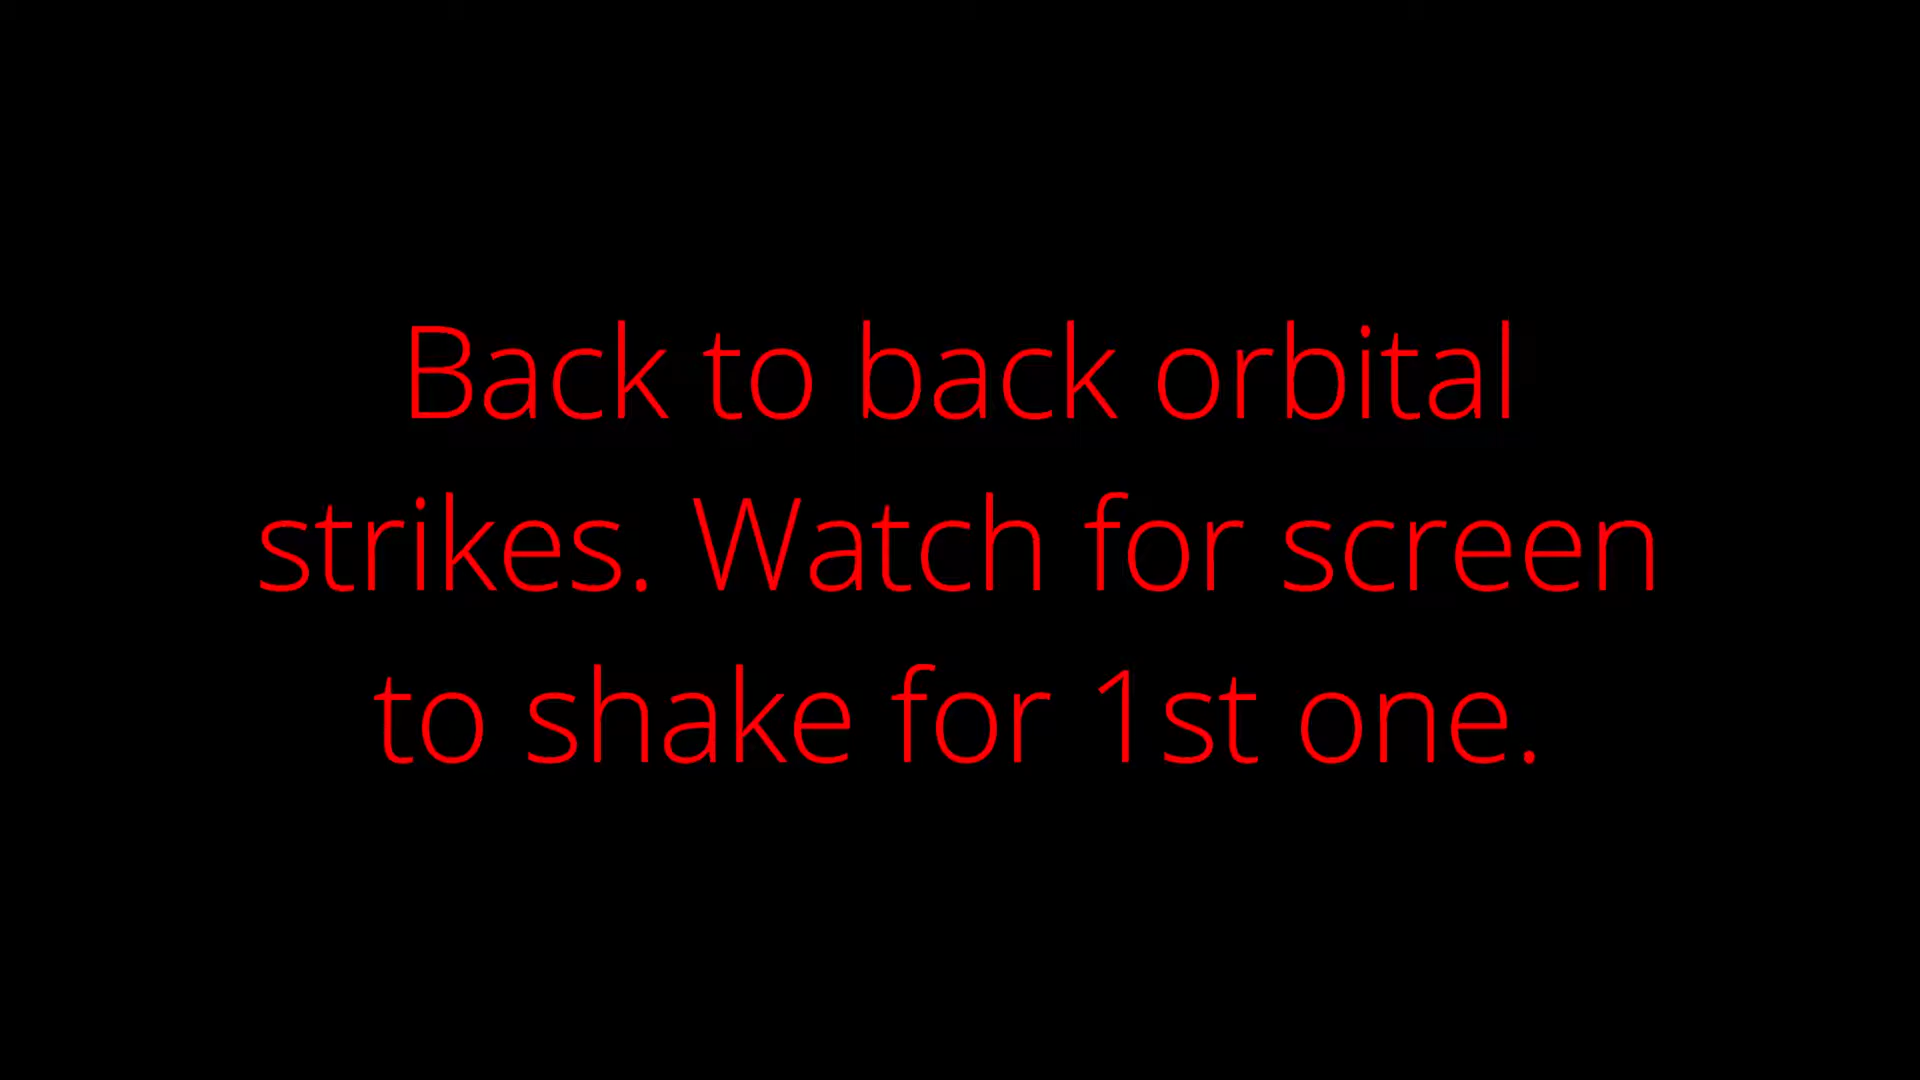 Back to back orbital
strikes. Watch for screen
to shake for 1st one.